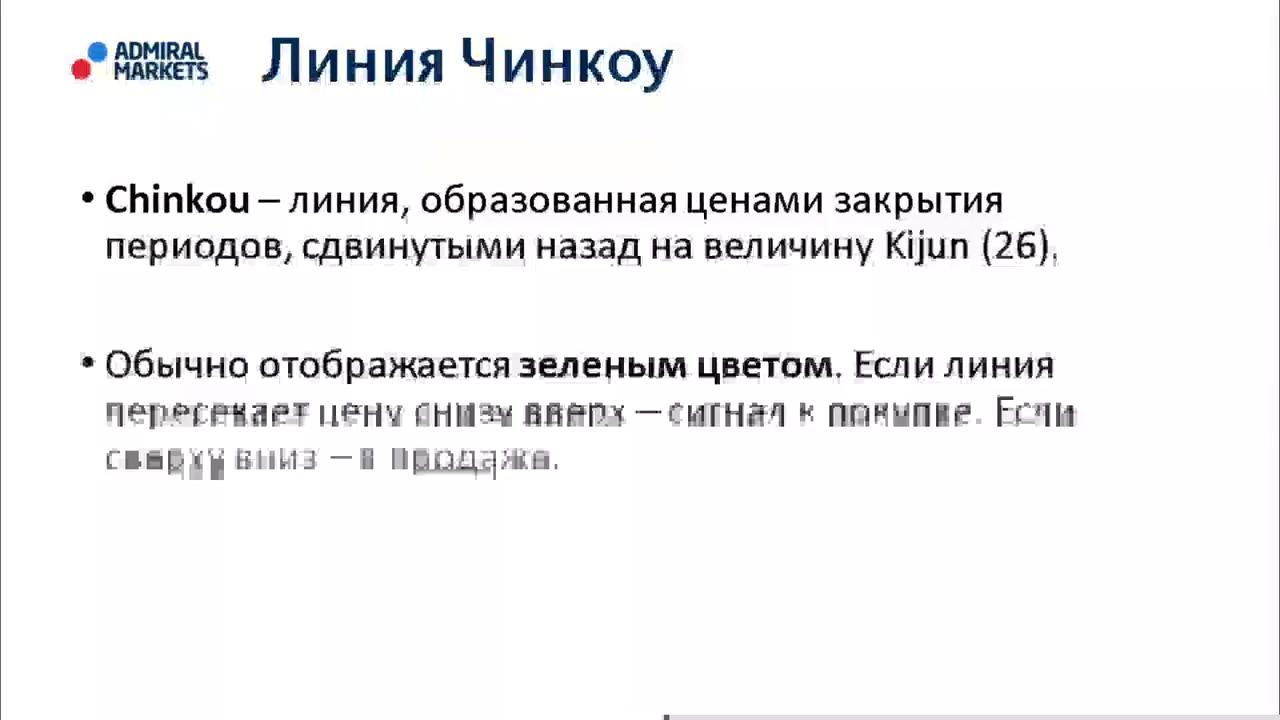 ADMIRAL
MARKETS
Линия Чинкоу
• Chinkou – линия, образованная ценами закрытия
периодов, сдвинутыми назад на величину Kijun (26).
• Обычно отображается зеленым цветом. Если линия
пересекает цену снизу вверх – сигнал к покупке. Если
сверху вниз – к продаже.